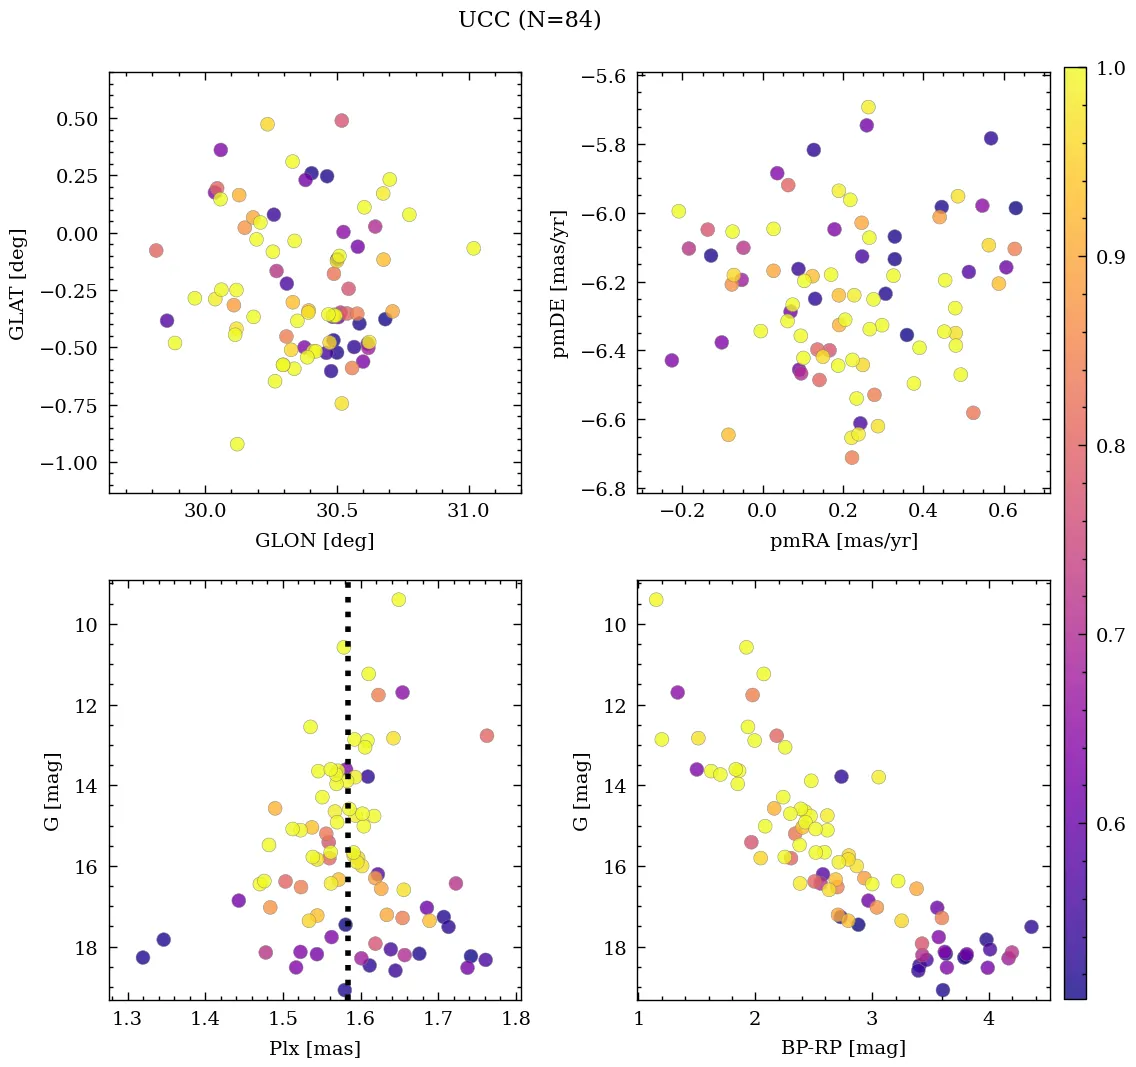 UCC (N=84)
0.50
0.25
0.00
−0.25
−0.50
−0.75
−1.00
GLAT [deg]
30.0 30.5 31.0
GLON [deg]
−5.6
−5.8
−6.0
−6.2
−6.4
−6.6
−6.8
pmDE [mas/yr]
−0.2 0.0 0.2 0.4 0.6
pmRA [mas/yr]
10
12
14
16
18
G [mag]
1.3 1.4 1.5 1.6 1.7 1.8
Plx [mas]
10
12
14
16
18
G [mag]
1 2 3 4
BP-RP [mag]
1.0
0.9
0.8
0.7
0.6